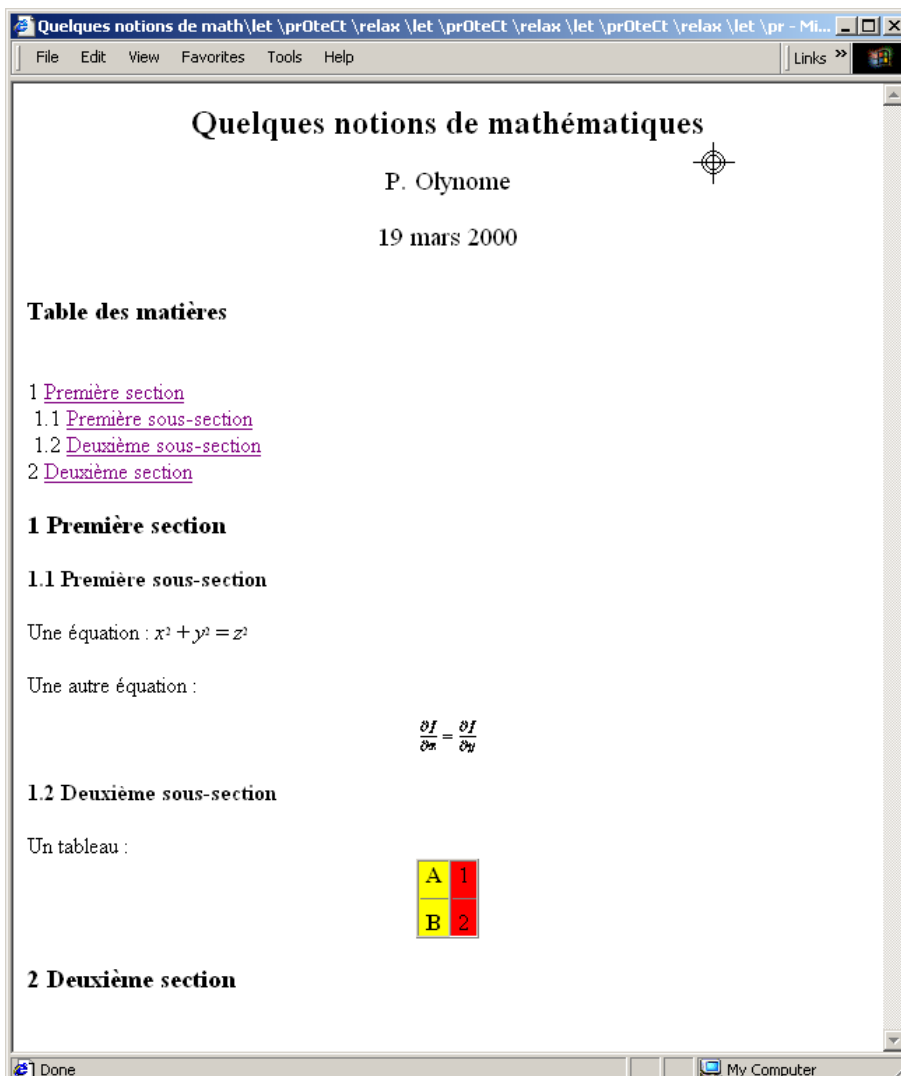 Quelques notions de math\let \prOteCt \relax \let \prOteCt \relax \let \prOteCt \relax \let \pr - Mi...
File Edit View Favorites Tools Help Links »
Quelques notions de mathématiques
P. Olynome
19 mars 2000
Table des matières
1 Première section
1.1 Première sous-section
1.2 Deuxième sous-section
2 Deuxième section
1 Première section
1.1 Première sous-section
Une équation : x² + y² = z²
Une autre équation :
∂f/∂x = ∂f/∂y
1.2 Deuxième sous-section
Un tableau :
A 1
B 2
2 Deuxième section
Done My Computer